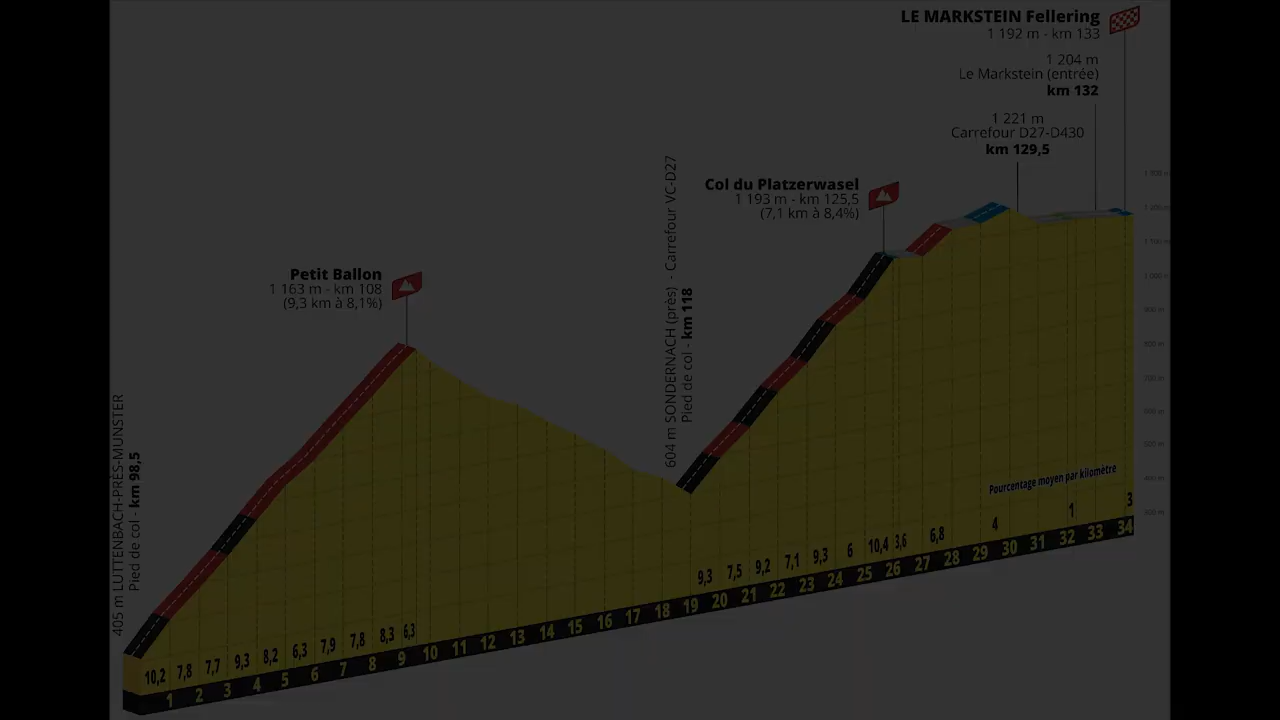 LE MARKSTEIN Fellering
1 192 m - km 133
1 204 m
Le Markstein (entrée)
km 132
1 221 m
Carrefour D27-D430
km 129,5
Col du Platzerwasel
1 193 m - km 125,5
(7,1 km à 8,4%)
Petit Ballon
1 163 m - km 108
(9,3 km à 8,1%)
604 m SONDERNACH (près) - Carrefour VC-D27
Pied de col - km 118
405 m LUTTENBACH-PRÈS-MUNSTER
Pied de col - km 98,5
Pourcentage moyen par kilomètre
10,2 7,8 7,7 9,3 8,2 6,3 7,9 7,8 8,3 6,3 9,3 7,5 9,2 7,1 9,3 6 10,4 3,6 6,8 4 1 3
1 2 3 4 5 6 7 8 9 10 11 12 13 14 15 16 17 18 19 20 21 22 23 24 25 26 27 28 29 30 31 32 33 34